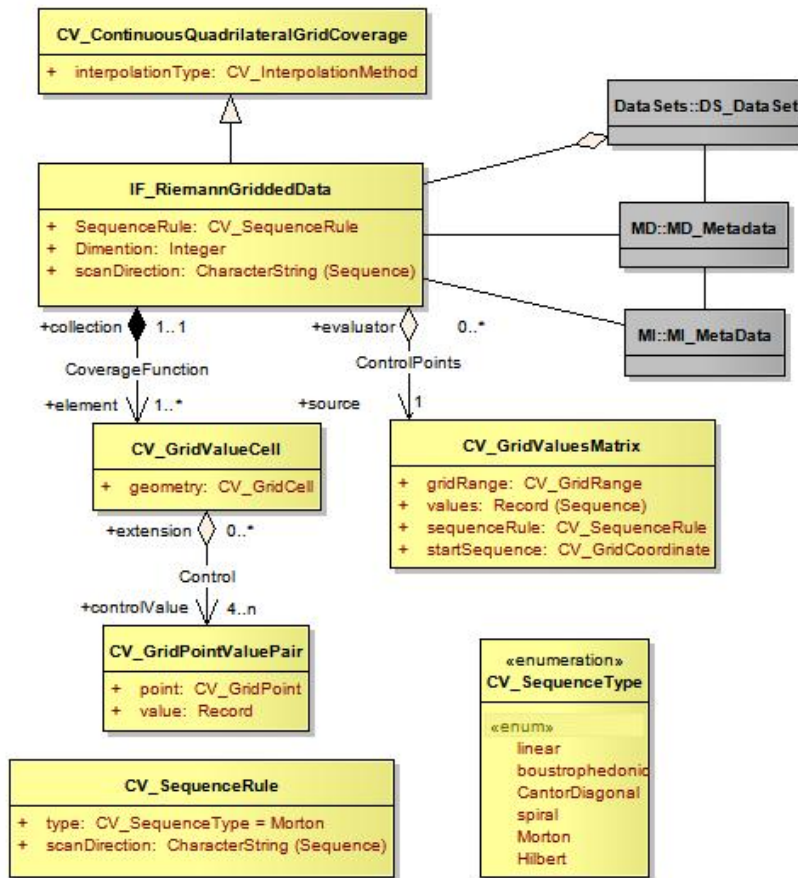 CV_ContinuousQuadrilateralGridCoverage
+ interpolationType: CV_InterpolationMethod
DataSets::DS_DataSet
IF_RiemannGriddedData
+ SequenceRule: CV_SequenceRule
+ Dimention: Integer
+ scanDirection: CharacterString (Sequence)
MD::MD_Metadata
MI::MI_MetaData
+collection 1..1
+evaluator 0..*
CoverageFunction
ControlPoints
+element 1..*
+source 1
CV_GridValueCell
+ geometry: CV_GridCell
CV_GridValuesMatrix
+ gridRange: CV_GridRange
+ values: Record (Sequence)
+ sequenceRule: CV_SequenceRule
+ startSequence: CV_GridCoordinate
+extension 0..*
Control
+controlValue 4..n
CV_GridPointValuePair
+ point: CV_GridPoint
+ value: Record
«enumeration»
CV_SequenceType
«enum»
linear
boustrophedonic
CantorDiagonal
spiral
Morton
Hilbert
CV_SequenceRule
+ type: CV_SequenceType = Morton
+ scanDirection: CharacterString (Sequence)